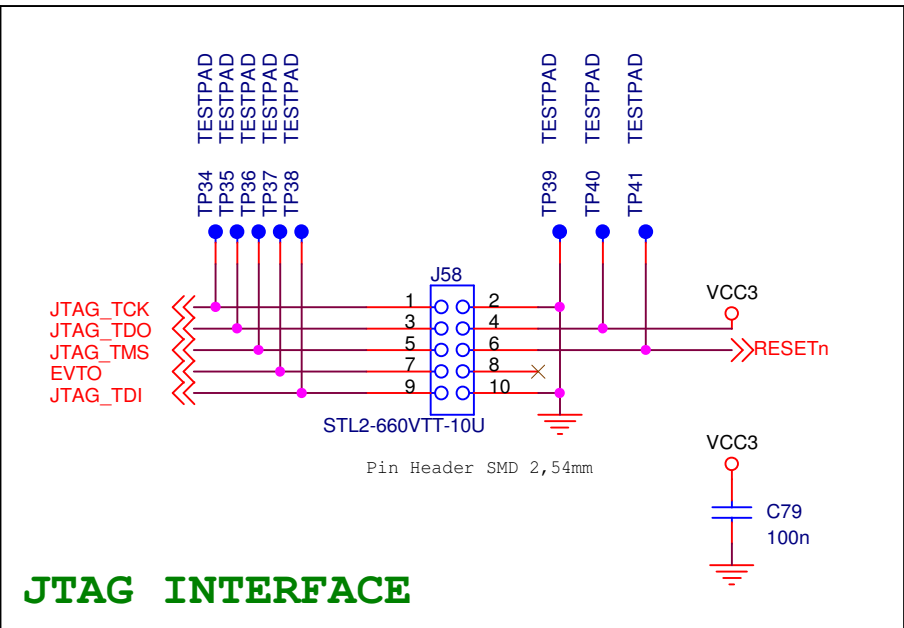 TP34 TESTPAD
TP35 TESTPAD
TP36 TESTPAD
TP37 TESTPAD
TP38 TESTPAD
TP39 TESTPAD
TP40 TESTPAD
TP41 TESTPAD
J58
VCC3
JTAG_TCK 1 2
JTAG_TDO 3 4
JTAG_TMS 5 6 RESETn
EVTO 7 8
JTAG_TDI 9 10
STL2-660VTT-10U
Pin Header SMD 2,54mm
VCC3
C79
100n
JTAG INTERFACE